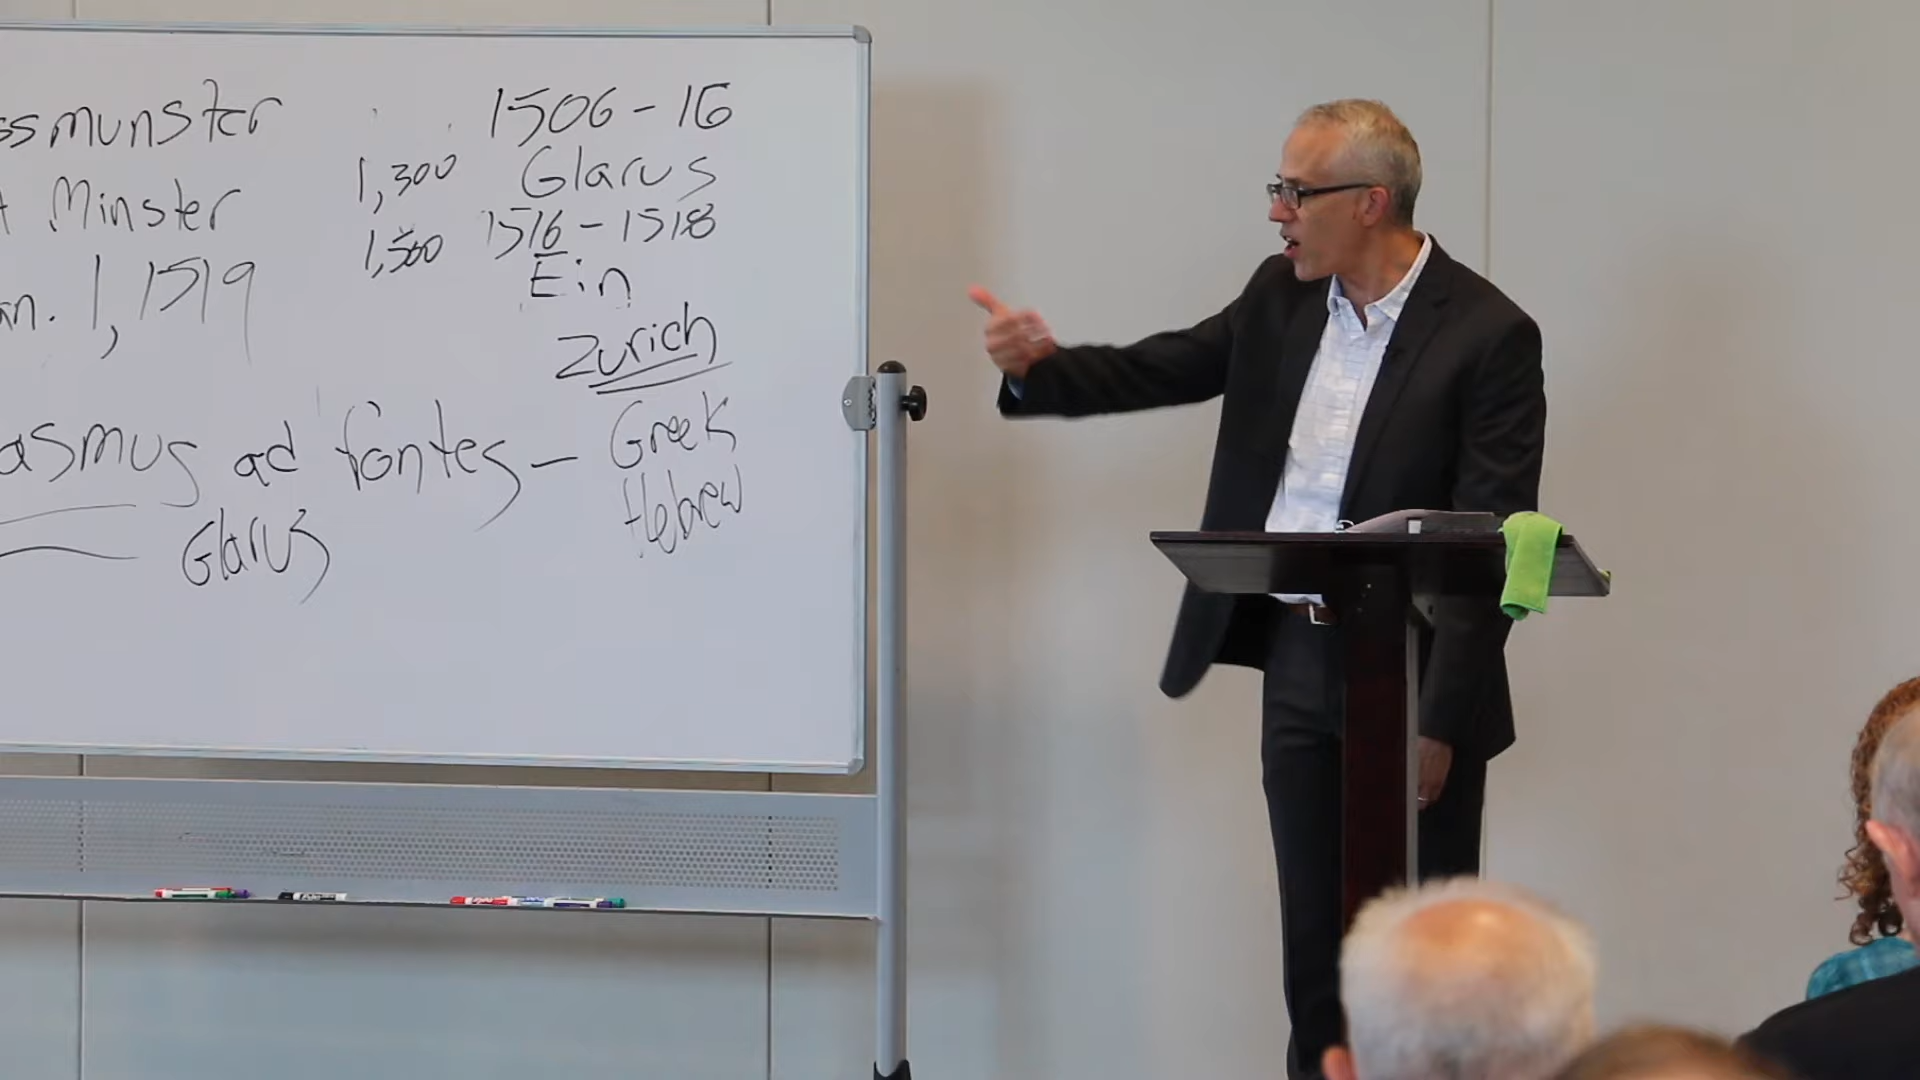 ssmunster
Minster
an. 1, 1519
1,300
1,500
1506-16
Glarus
1516-1518
Ein
Zurich
asmus ad fontes - Greek
Hebrew
Glarus